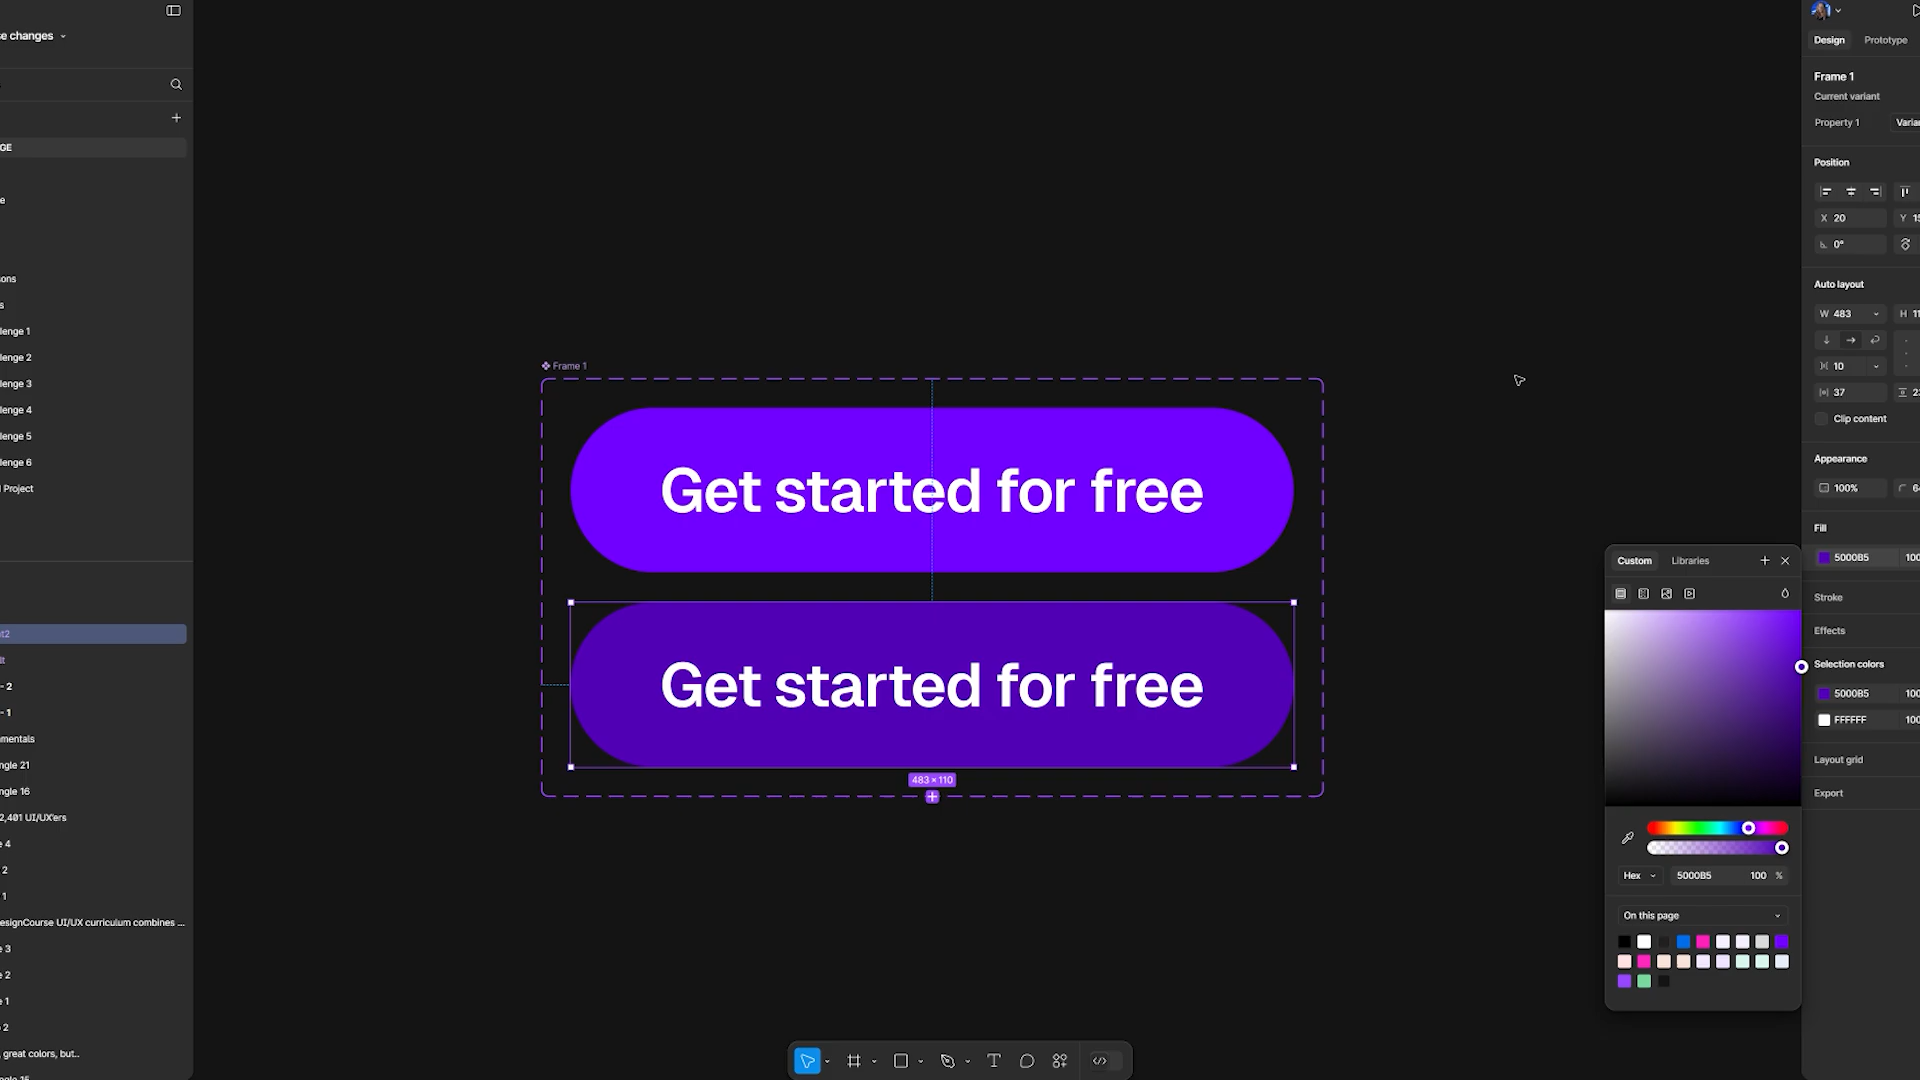 e changes
GE
e
ons
s
lenge 1
lenge 2
lenge 3
lenge 4
lenge 5
lenge 6
l Project
t2
lt
- 2
- 1
mentals
ngle 21
ngle 16
2,401 UI/UX'ers
e 4
2
1
esignCourse UI/UX curriculum combines ...
e 3
e 2
e 1
2
, great colors, but..
Frame 1
Get started for free
Get started for free
483 × 110
Design Prototype
Frame 1
Current variant
Property 1 Varia
Position
X 20 Y 15
0°
Auto layout
W 483 H 11
10
37 23
Clip content
Appearance
100% 64
Fill
5000B5 100
Stroke
Effects
Selection colors
5000B5 100
FFFFFF 100
Layout grid
Export
Custom Libraries
Hex 5000B5 100 %
On this page